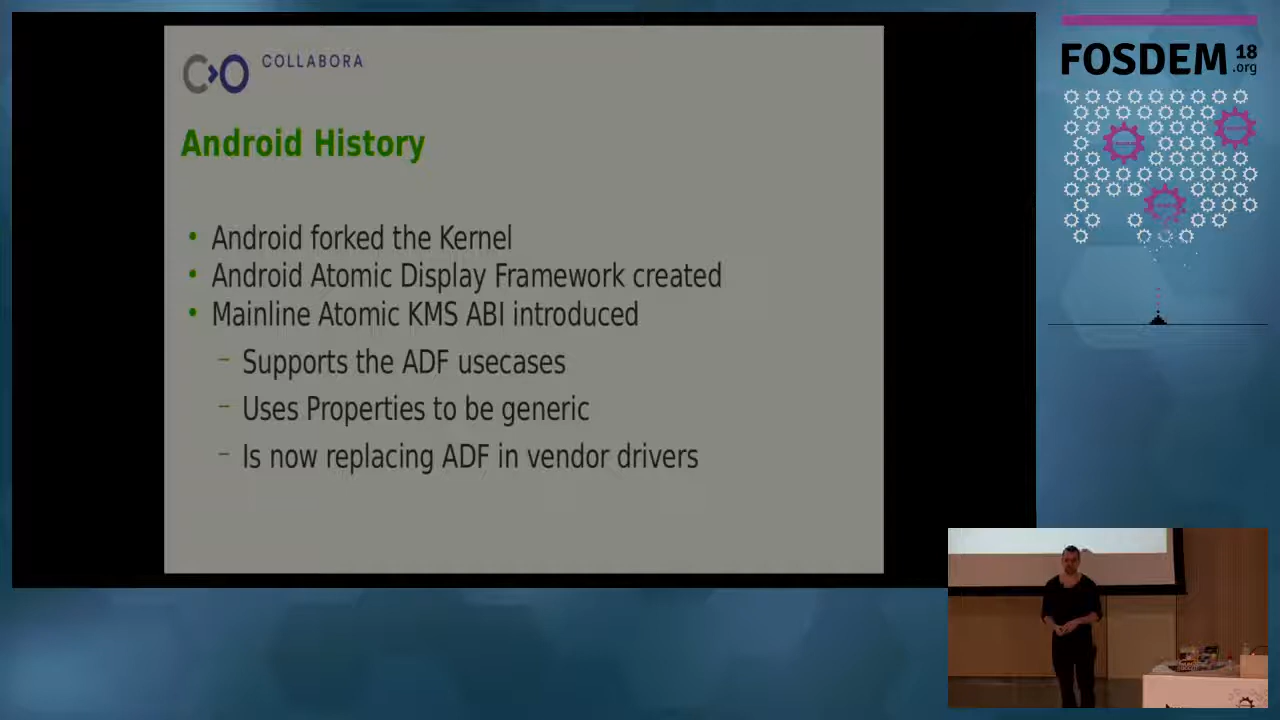 COLLABORA
Android History
• Android forked the Kernel
• Android Atomic Display Framework created
• Mainline Atomic KMS ABI introduced
– Supports the ADF usecases
– Uses Properties to be generic
– Is now replacing ADF in vendor drivers
FOSDEM 18
.org